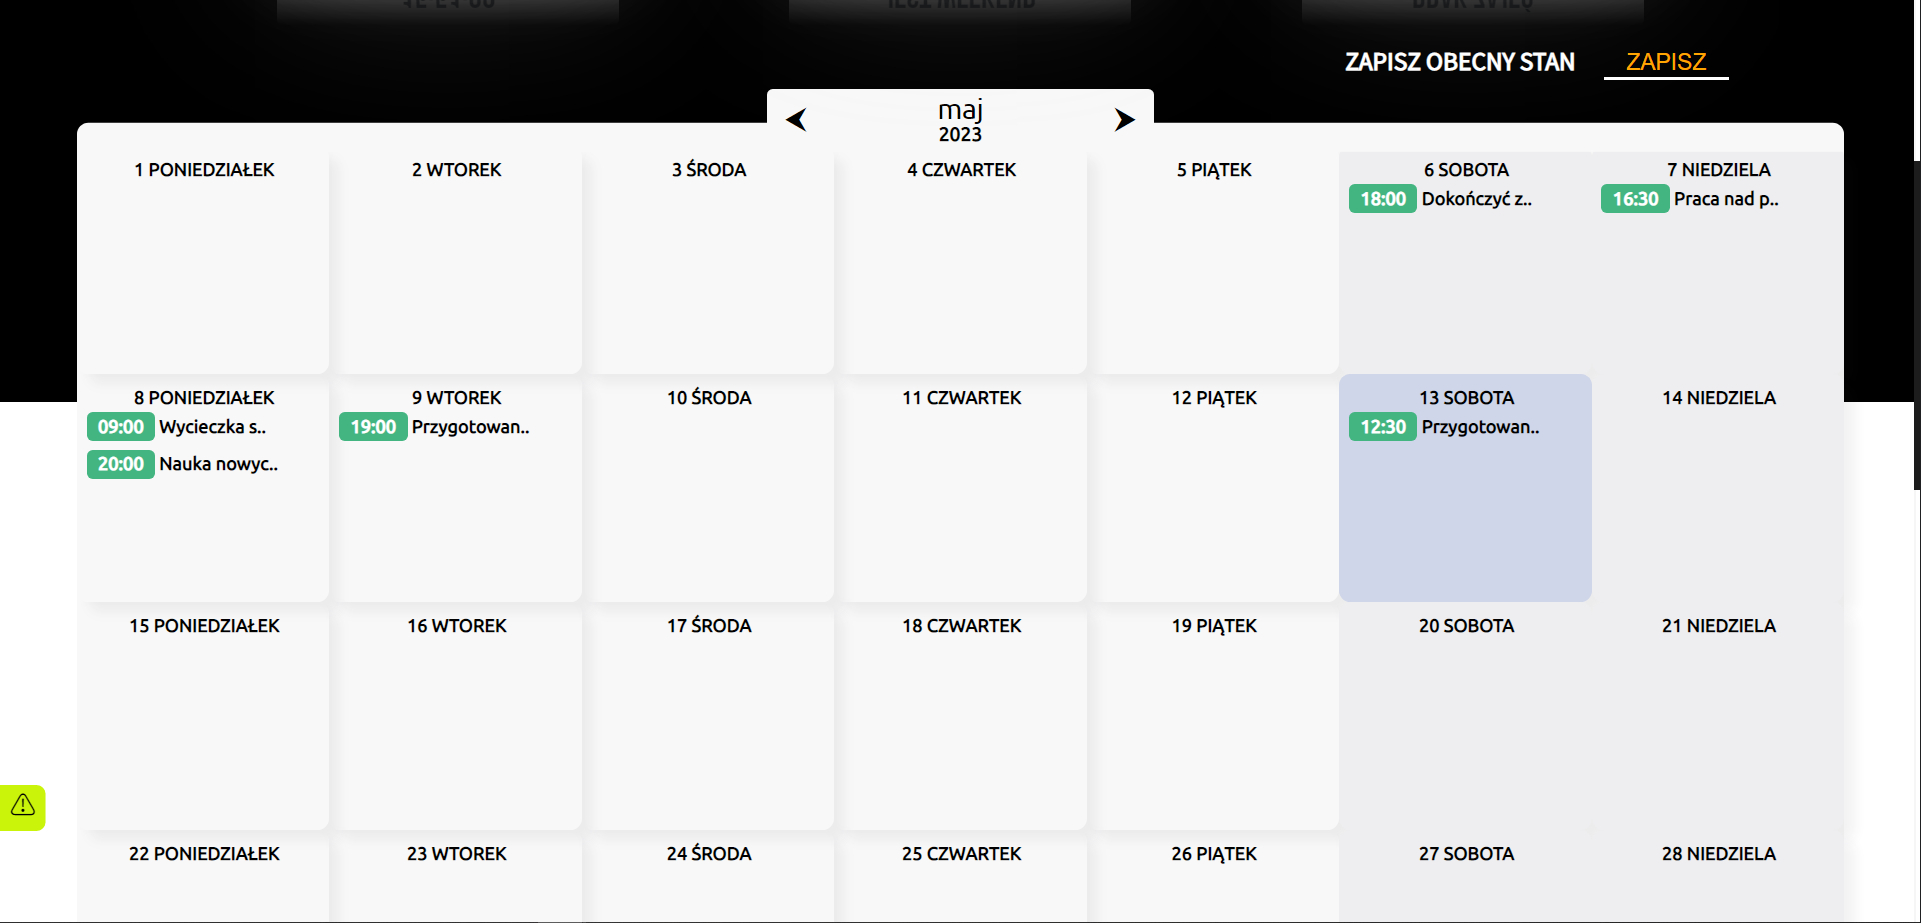 ZAPISZ OBECNY STAN ZAPISZ
maj
2023
1 PONIEDZIAŁEK 2 WTOREK 3 ŚRODA 4 CZWARTEK 5 PIĄTEK 6 SOBOTA 7 NIEDZIELA
18:00 Dokończyć z.. 16:30 Praca nad p..
8 PONIEDZIAŁEK 9 WTOREK 10 ŚRODA 11 CZWARTEK 12 PIĄTEK 13 SOBOTA 14 NIEDZIELA
09:00 Wycieczka s.. 19:00 Przygotowan.. 12:30 Przygotowan..
20:00 Nauka nowyc..
15 PONIEDZIAŁEK 16 WTOREK 17 ŚRODA 18 CZWARTEK 19 PIĄTEK 20 SOBOTA 21 NIEDZIELA
22 PONIEDZIAŁEK 23 WTOREK 24 ŚRODA 25 CZWARTEK 26 PIĄTEK 27 SOBOTA 28 NIEDZIELA